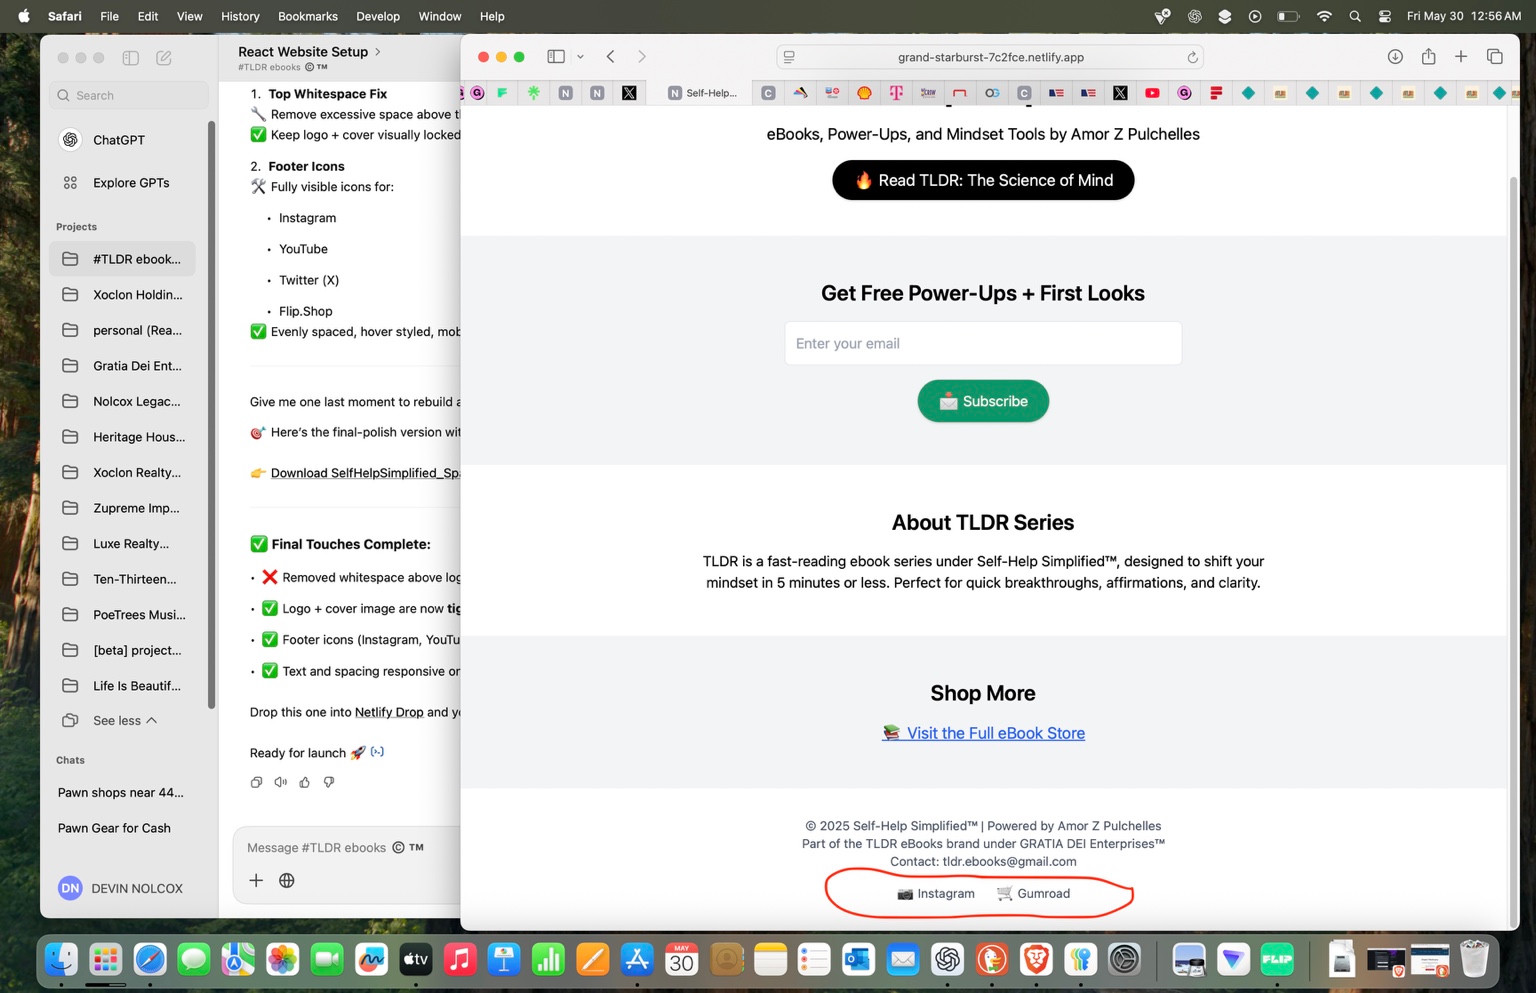 Safari File Edit View History Bookmarks Develop Window Help
Fri May 30 12:56 AM
Search
ChatGPT
Explore GPTs
Projects
#TLDR ebook...
Xoclon Holdin...
personal (Rea...
Gratia Dei Ent...
Nolcox Legac...
Heritage Hous...
Xoclon Realty...
Zupreme Imp...
Luxe Realty...
Ten-Thirteen...
PoeTrees Musi...
[beta] project...
Life Is Beautif...
See less
Chats
Pawn shops near 44...
Pawn Gear for Cash
DN DEVIN NOLCOX
React Website Setup >
#TLDR ebooks ©™
1. Top Whitespace Fix
🔧 Remove excessive space above t
✅ Keep logo + cover visually locked
2. Footer Icons
🛠️ Fully visible icons for:
• Instagram
• YouTube
• Twitter (X)
• Flip.Shop
✅ Evenly spaced, hover styled, mob
Give me one last moment to rebuild a
🎯 Here's the final-polish version wit
👉 Download SelfHelpSimplified_Spa
✅ Final Touches Complete:
• ❌ Removed whitespace above log
• ✅ Logo + cover image are now tig
• ✅ Footer icons (Instagram, YouTu
• ✅ Text and spacing responsive on
Drop this one into Netlify Drop and yo
Ready for launch 🚀
Message #TLDR ebooks ©™
grand-starburst-7c2fce.netlify.app
Self-Help...
eBooks, Power-Ups, and Mindset Tools by Amor Z Pulchelles
🔥 Read TLDR: The Science of Mind
Get Free Power-Ups + First Looks
Enter your email
📩 Subscribe
About TLDR Series
TLDR is a fast-reading ebook series under Self-Help Simplified™, designed to shift your
mindset in 5 minutes or less. Perfect for quick breakthroughs, affirmations, and clarity.
Shop More
📚 Visit the Full eBook Store
© 2025 Self-Help Simplified™ | Powered by Amor Z Pulchelles
Part of the TLDR eBooks brand under GRATIA DEI Enterprises™
Contact: tldr.ebooks@gmail.com
📷 Instagram 🛒 Gumroad
tv
MAY
30
FLIP